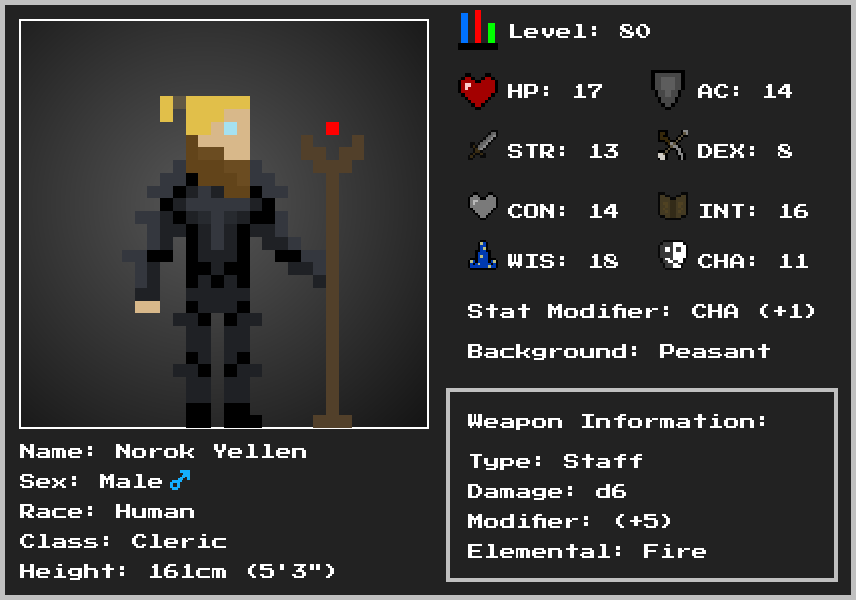 Level: 80
HP: 17 AC: 14
STR: 13 DEX: 8
CON: 14 INT: 16
WIS: 18 CHA: 11
Stat Modifier: CHA (+1)
Background: Peasant
Weapon Information:
Type: Staff
Damage: d6
Modifier: (+5)
Elemental: Fire
Name: Norok Yellen
Sex: Male♂
Race: Human
Class: Cleric
Height: 161cm (5'3")